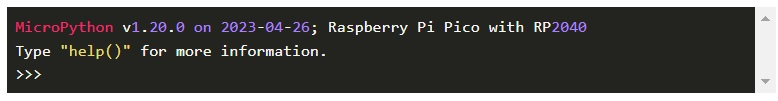 MicroPython v1.20.0 on 2023-04-26; Raspberry Pi Pico with RP2040
Type "help()" for more information.
>>>